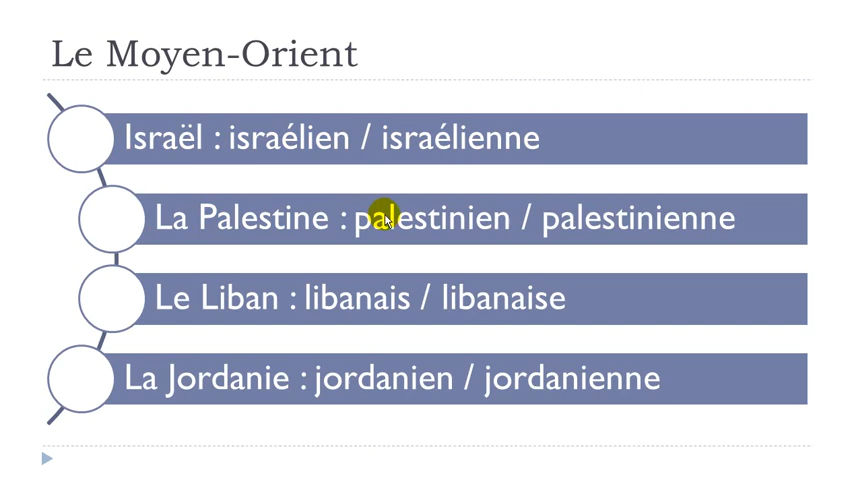 Le Moyen-Orient
Israël : israélien / israélienne
La Palestine : palestinien / palestinienne
Le Liban : libanais / libanaise
La Jordanie : jordanien / jordanienne